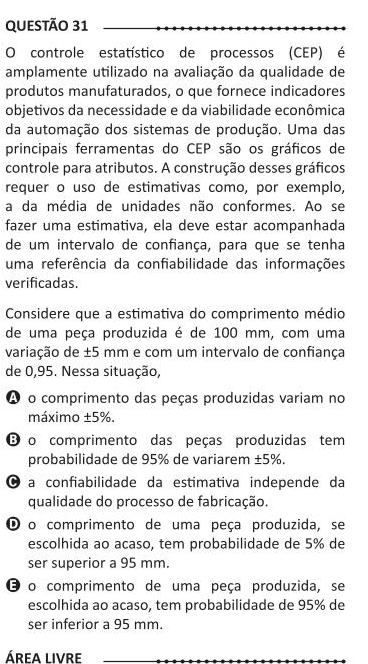 QUESTÃO 31
O controle estatístico de processos (CEP) é
amplamente utilizado na avaliação da qualidade de
produtos manufaturados, o que fornece indicadores
objetivos da necessidade e da viabilidade econômica
da automação dos sistemas de produção. Uma das
principais ferramentas do CEP são os gráficos de
controle para atributos. A construção desses gráficos
requer o uso de estimativas como, por exemplo,
a da média de unidades não conformes. Ao se
fazer uma estimativa, ela deve estar acompanhada
de um intervalo de confiança, para que se tenha
uma referência da confiabilidade das informações
verificadas.
Considere que a estimativa do comprimento médio
de uma peça produzida é de 100 mm, com uma
variação de ±5 mm e com um intervalo de confiança
de 0,95. Nessa situação,
A o comprimento das peças produzidas variam no
máximo ±5%.
B o comprimento das peças produzidas tem
probabilidade de 95% de variarem ±5%.
C a confiabilidade da estimativa independe da
qualidade do processo de fabricação.
D o comprimento de uma peça produzida, se
escolhida ao acaso, tem probabilidade de 5% de
ser superior a 95 mm.
E o comprimento de uma peça produzida, se
escolhida ao acaso, tem probabilidade de 95% de
ser inferior a 95 mm.
ÁREA LIVRE